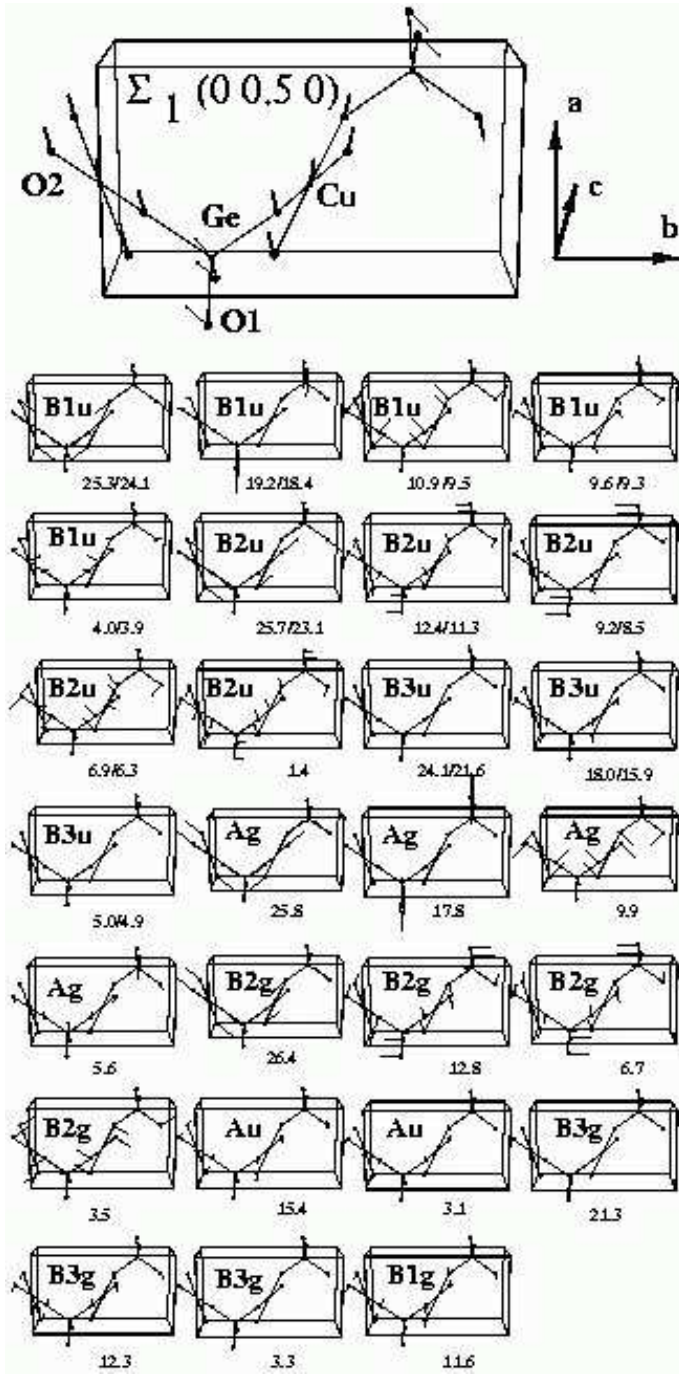 Σ1 (0 0.5 0)
a
c
b
O2
Ge
Cu
O1
B1u B1u B1u B1u
25.3/24.1 19.2/18.4 10.9/9.5 9.6/9.3
B1u B2u B2u B2u
4.0/3.9 25.7/23.1 12.4/11.3 9.2/8.5
B2u B2u B3u B3u
6.9/6.3 1.4 24.1/21.6 18.0/15.9
B3u Ag Ag Ag
5.0/4.9 25.8 17.8 9.9
Ag B2g B2g B2g
5.6 26.4 12.8 6.7
B2g Au Au B3g
3.5 15.4 3.1 21.3
B3g B3g B1g
12.3 3.3 11.6